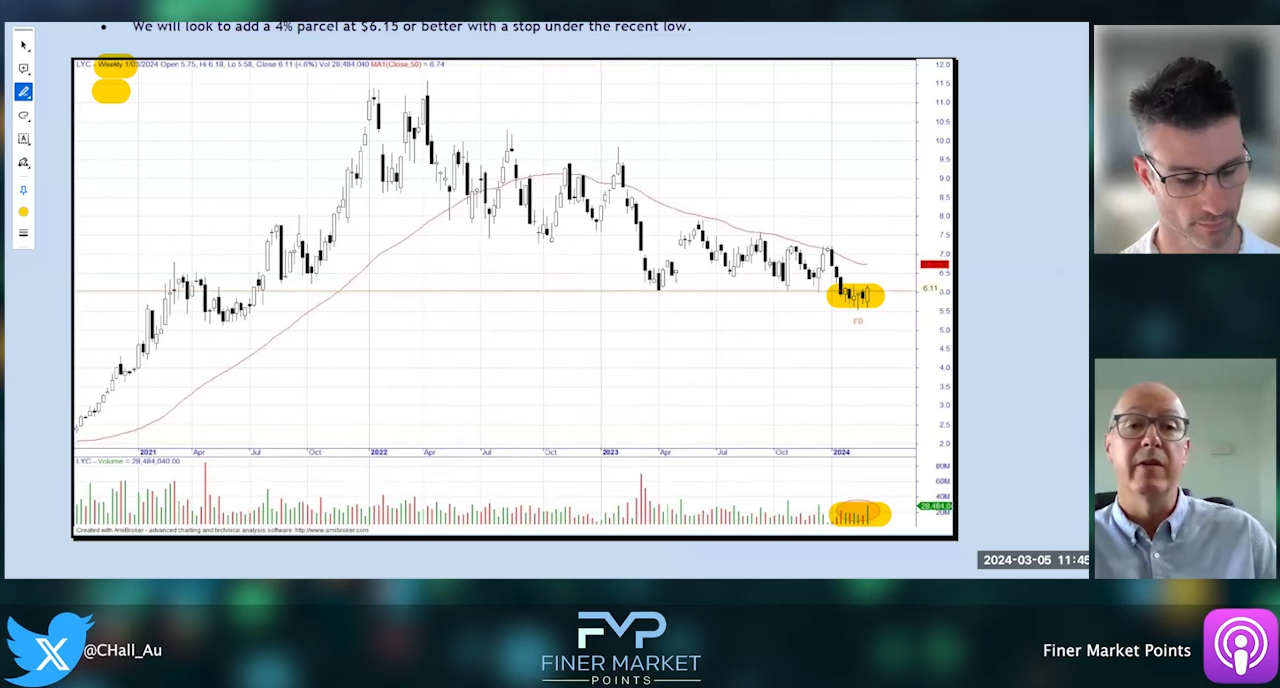 • We will look to add a 4% parcel at $6.15 or better with a stop under the recent low.
LYC - Weekly 1/03/2024 Open 5.75, Hi 6.18, Lo 5.58, Close 6.11 (4.6%) Vol 28,484,040 MA1(Close,50) = 6.74
12.0
11.5
11.0
10.5
10.0
9.5
9.0
8.5
8.0
7.5
7.0
6.5
6.11
6.0
5.5
5.0
4.5
4.0
3.5
3.0
2.5
2.0
FB
2021 Apr Jul Oct 2022 Apr Jul Oct 2023 Apr Jul Oct 2024
LYC - Volume = 28,484,040.00
80M
60M
40M
28,484,0
20M
Created with AmiBroker - advanced charting and technical analysis software. http://www.amibroker.com
2024-03-05 11:45
@CHall_Au
FMP
FINER MARKET
POINTS
Finer Market Points